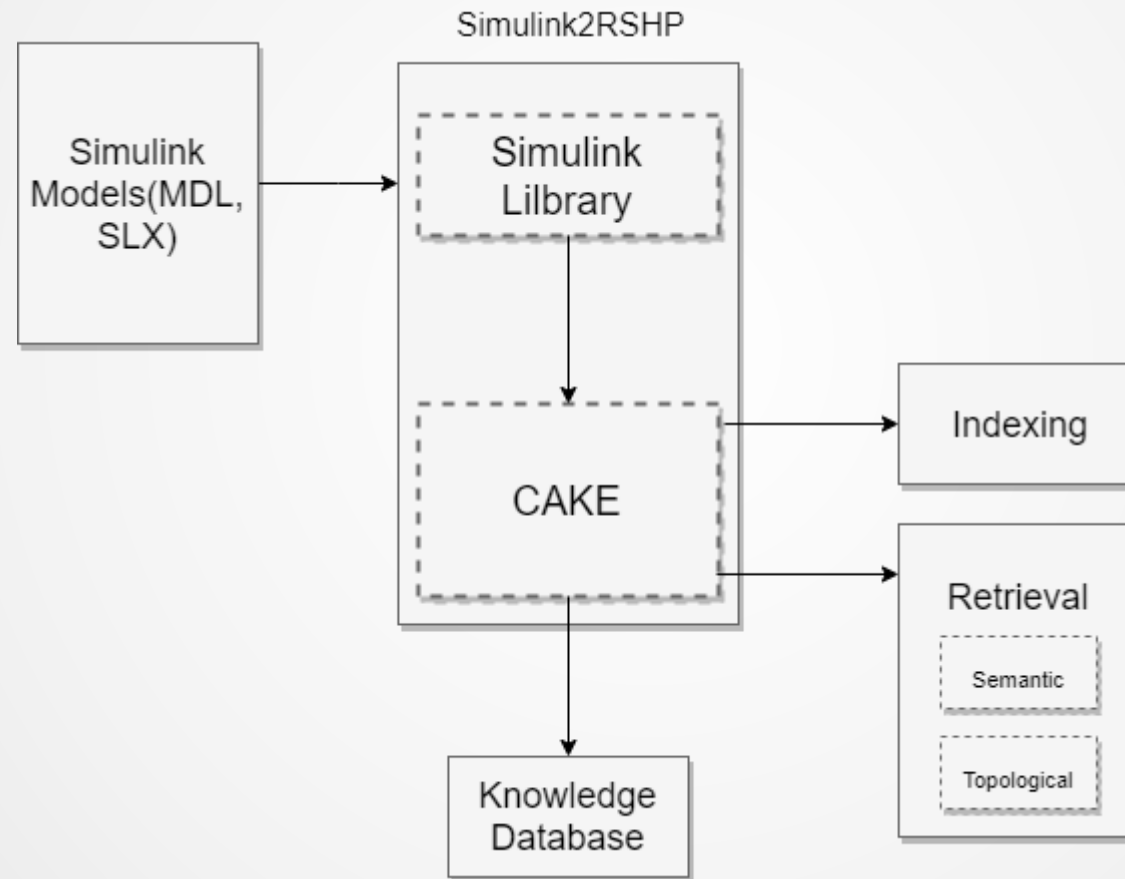 Simulink2RSHP
Simulink
Models(MDL,
SLX)
Simulink
Lilbrary
CAKE
Indexing
Retrieval
Semantic
Topological
Knowledge
Database